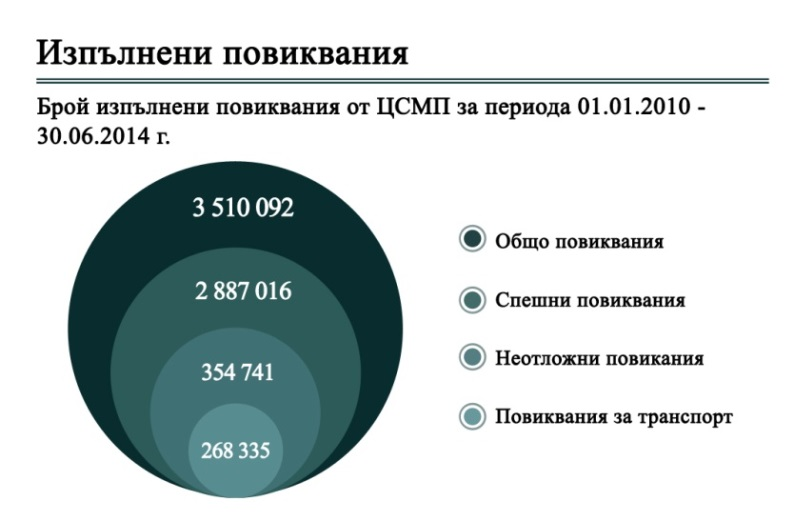 Изпълнени повиквания
Брой изпълнени повиквания от ЦСМП за периода 01.01.2010 -
30.06.2014 г.
3 510 092
2 887 016
354 741
268 335
Общо повиквания
Спешни повиквания
Неотложни повикания
Повиквания за транспорт